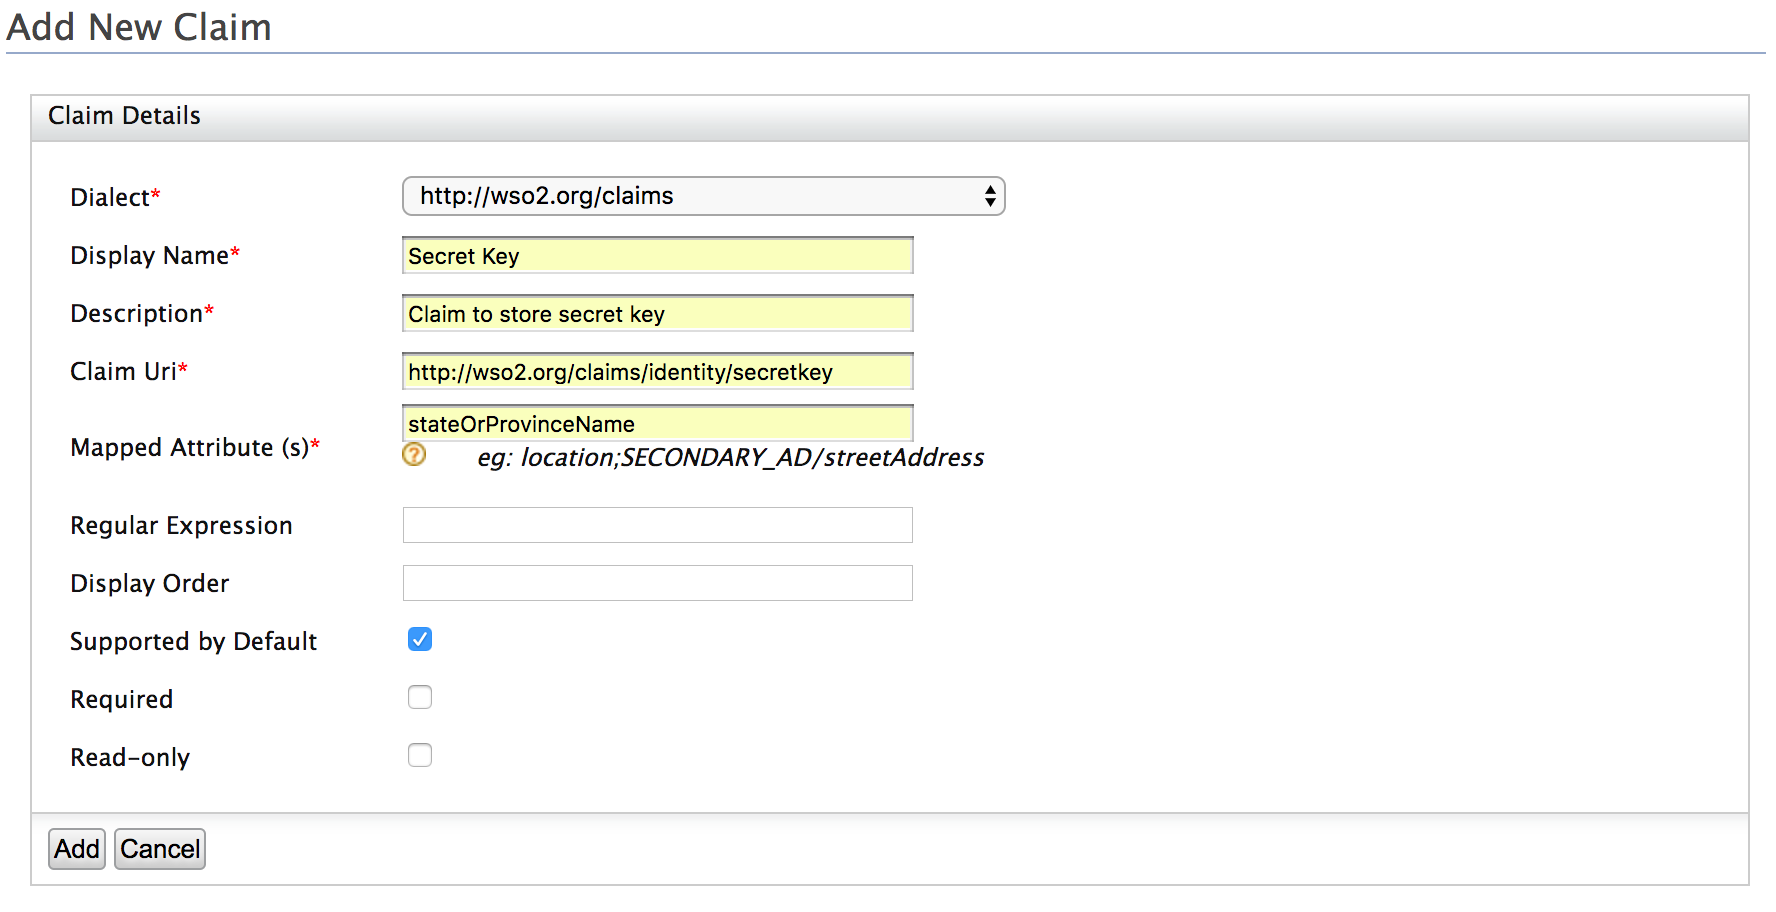 Add New Claim
Claim Details
Dialect* http://wso2.org/claims
Display Name* Secret Key
Description* Claim to store secret key
Claim Uri* http://wso2.org/claims/identity/secretkey
Mapped Attribute (s)* stateOrProvinceName
? eg: location;SECONDARY_AD/streetAddress
Regular Expression
Display Order
Supported by Default
Required
Read-only
Add Cancel